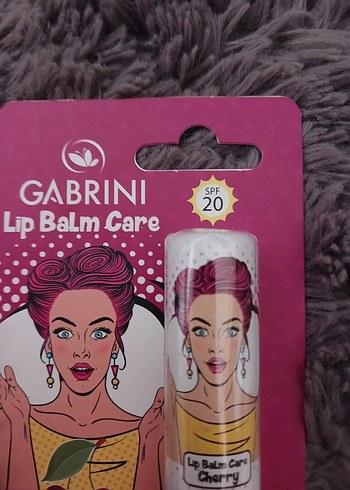 GABRINI
SPF
20
Lip Balm Care
Lip Balm Care
Cherry